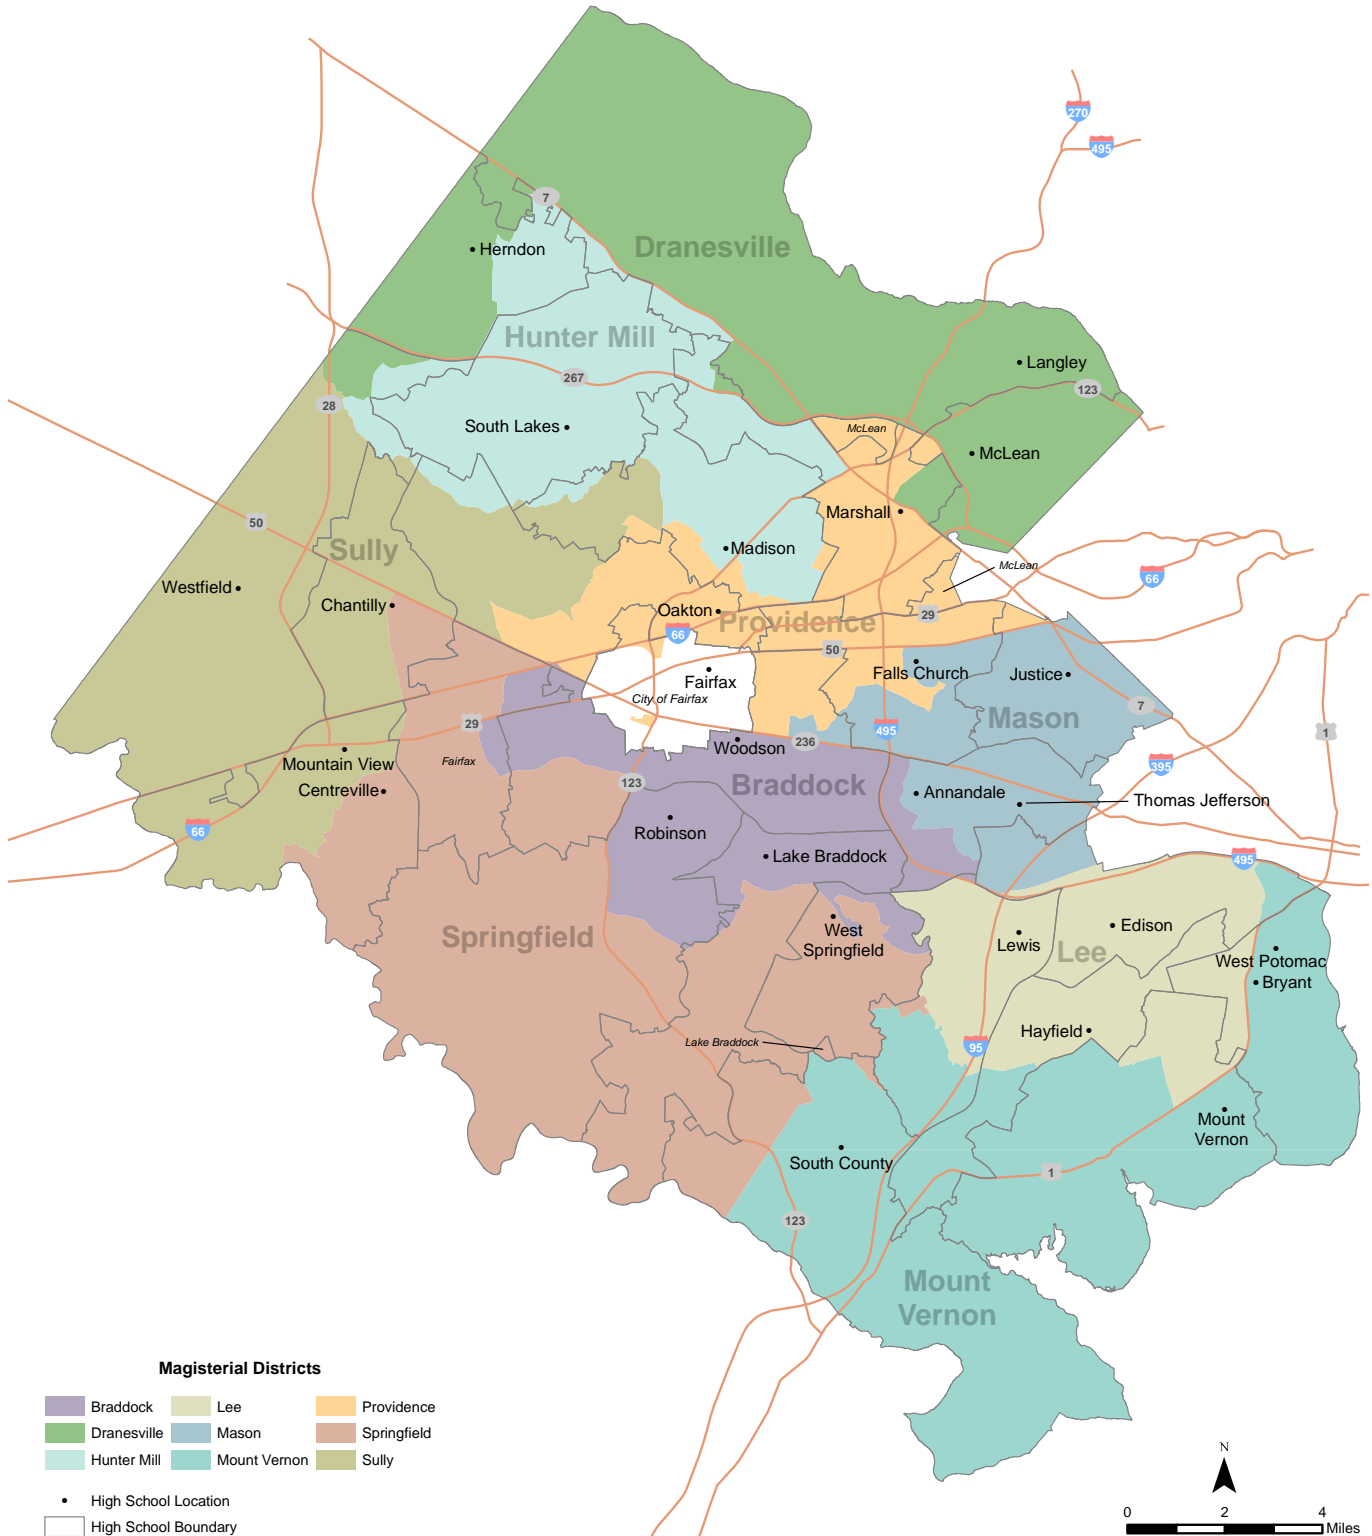 270
495
7
Herndon
Dranesville
Hunter Mill
267
Langley
123
28
South Lakes
McLean
McLean
50
Marshall
Sully
Madison
McLean
66
Westfield
Chantilly
Oakton
Providence
29
66
50
Falls Church
Justice
Fairfax
City of Fairfax
Mason
7
29
495
1
Woodson
236
Mountain View
Fairfax
395
123
Braddock
Centreville
Annandale
Thomas Jefferson
66
Robinson
Lake Braddock
495
Springfield
West
Springfield
Lewis
Edison
Lee
West Potomac
Bryant
Hayfield
Lake Braddock
95
Mount
Vernon
South County
1
123
Mount
Vernon
Magisterial Districts
Braddock
Lee
Providence
Dranesville
Mason
Springfield
Hunter Mill
Mount Vernon
Sully
High School Location
High School Boundary
N
0 2 4
Miles